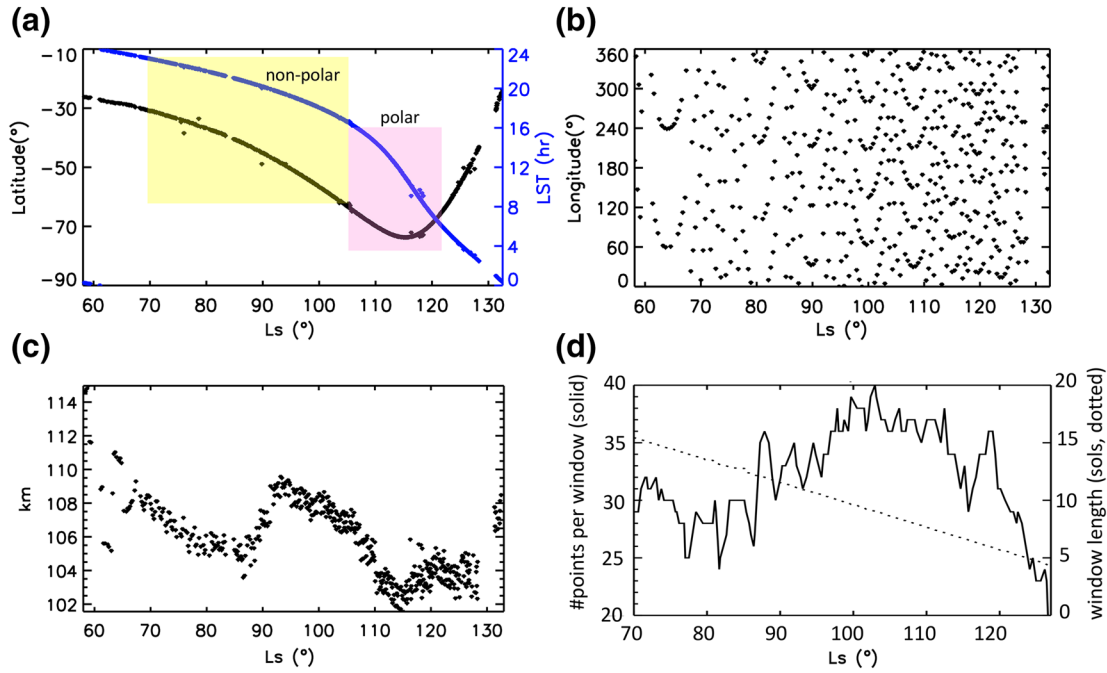 (a)
−10
−30
−50
−70
−90
Latitude(°)
non-polar
polar
24
20
16
12
8
4
0
LST (hr)
60 70 80 90 100 110 120 130
Ls (°)
(b)
360
300
240
180
120
60
0
Longitude(°)
60 70 80 90 100 110 120 130
Ls (°)
(c)
114
112
110
108
106
104
102
km
60 70 80 90 100 110 120 130
Ls (°)
(d)
40
35
30
25
20
#points per window (solid)
20
15
10
5
0
window length (sols, dotted)
70 80 90 100 110 120
Ls (°)